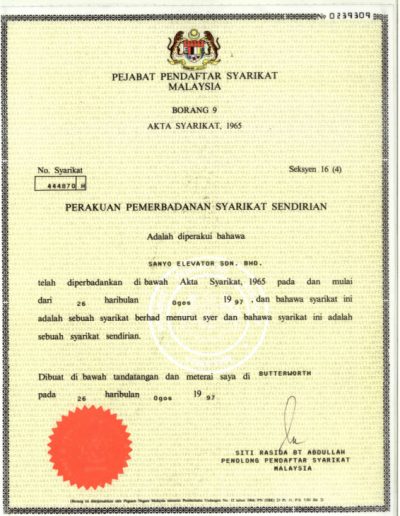 No 0239309
PEJABAT PENDAFTAR SYARIKAT
MALAYSIA
BORANG 9
AKTA SYARIKAT, 1965
No. Syarikat
Seksyen 16 (4)
444870 H
PERAKUAN PEMERBADANAN SYARIKAT SENDIRIAN
Adalah diperakui bahawa
SANYO ELEVATOR SDN. BHD.
telah diperbadankan di bawah Akta Syarikat, 1965 pada dan mulai
dari 26 haribulan Ogos 19 97 , dan bahawa syarikat ini
adalah sebuah syarikat berhad menurut syer dan bahawa syarikat ini adalah
sebuah syarikat sendirian.
Dibuat di bawah tandatangan dan meterai saya di BUTTERWORTH
pada 26 haribulan Ogos 19 97
SITI RASIDA BT ABDULLAH
PENOLONG PENDAFTAR SYARIKAT
MALAYSIA